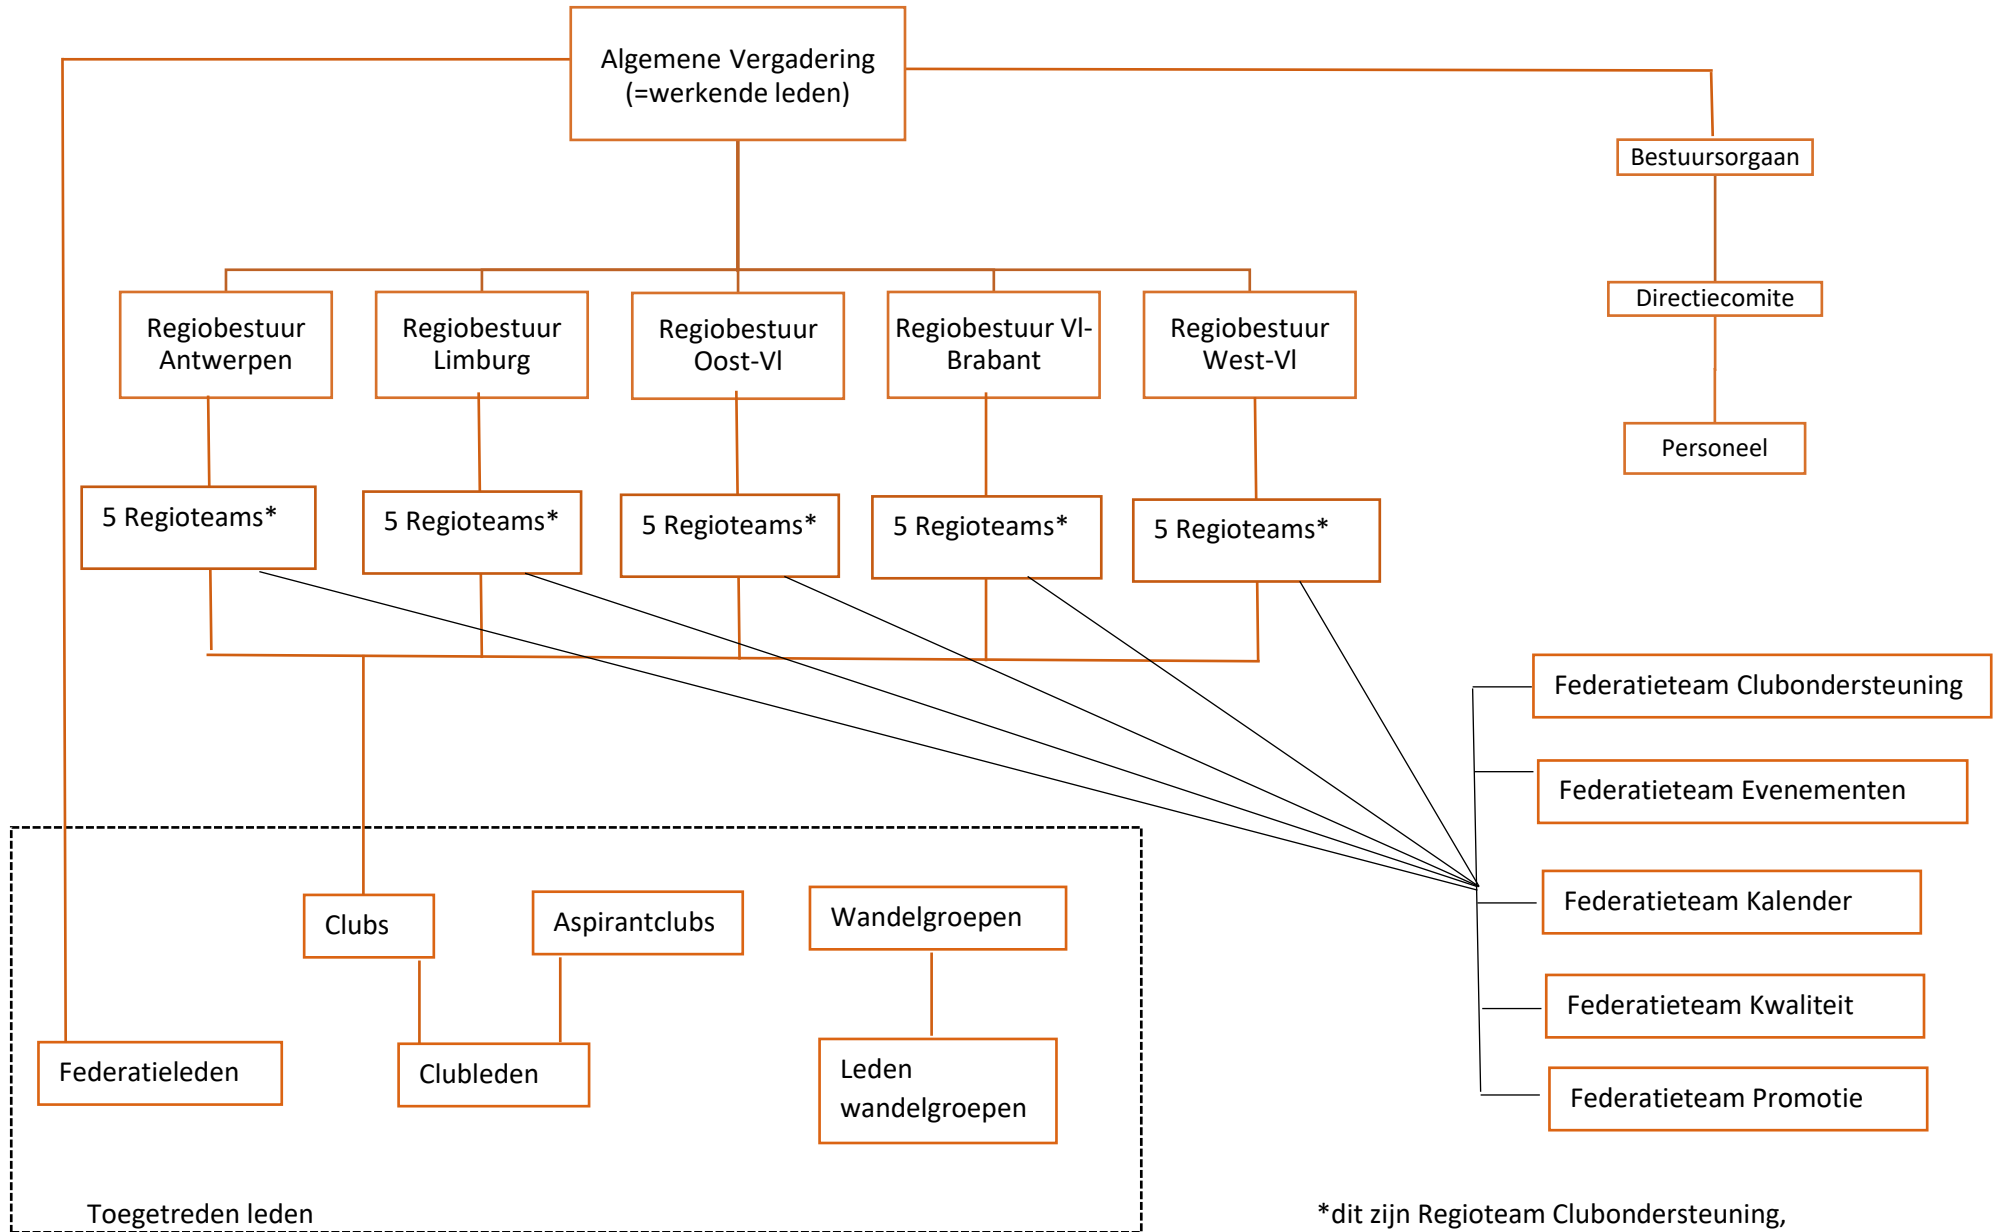 Algemene Vergadering
(=werkende leden)
Bestuursorgaan
Directiecomite
Personeel
Regiobestuur
Antwerpen
Regiobestuur
Limburg
Regiobestuur
Oost-Vl
Regiobestuur Vl-
Brabant
Regiobestuur
West-Vl
5 Regioteams*
5 Regioteams*
5 Regioteams*
5 Regioteams*
5 Regioteams*
Federatieteam Clubondersteuning
Federatieteam Evenementen
Federatieteam Kalender
Federatieteam Kwaliteit
Federatieteam Promotie
Clubs
Aspirantclubs
Wandelgroepen
Federatieleden
Clubleden
Leden
wandelgroepen
Toegetreden leden
*dit zijn Regioteam Clubondersteuning,